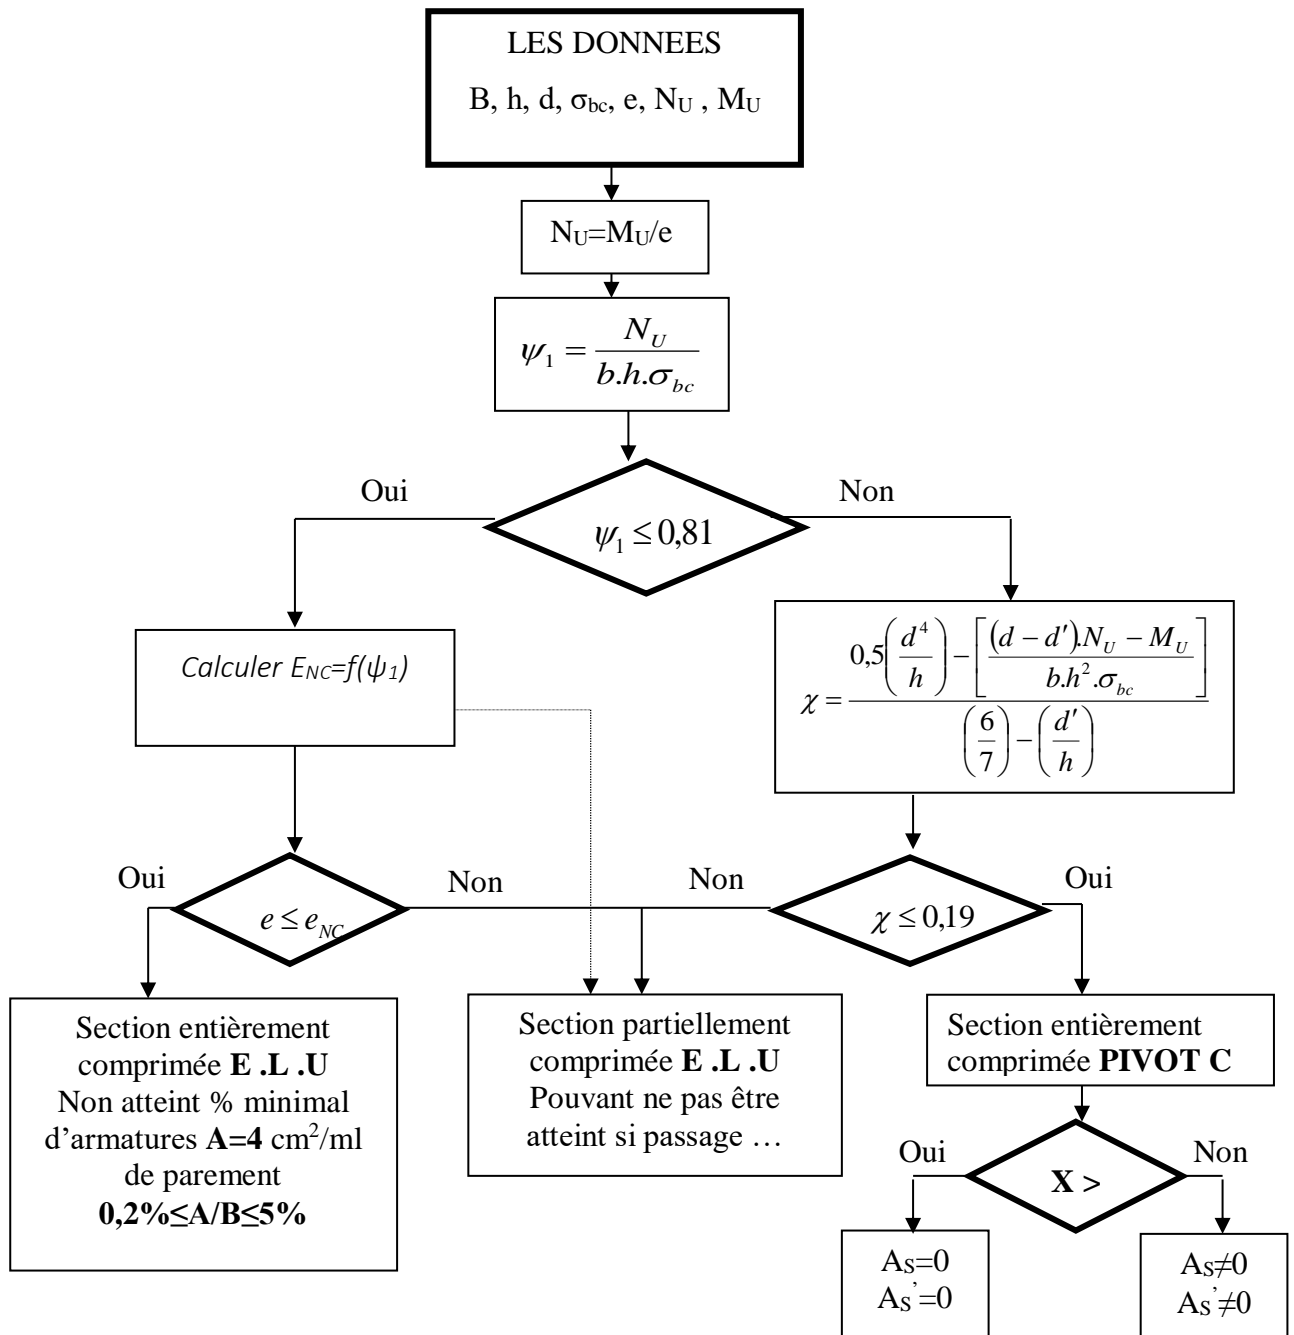 LES DONNEES
B, h, d, σbc, e, NU , MU
NU=MU/e
ψ1 = NU / b.h.σbc
Oui
Non
ψ1 ≤ 0,81
Calculer ENC=f(ψ1)
χ = (0,5(d⁴/h) − [((d − d′).NU − MU) / (b.h².σbc)]) / ((6/7) − (d′/h))
Oui
Non
Non
Oui
e ≤ eNC
χ ≤ 0,19
Section entièrement
comprimée E .L .U
Non atteint % minimal
d’armatures A=4 cm²/ml
de parement
0,2%≤A/B≤5%
Section partiellement
comprimée E .L .U
Pouvant ne pas être
atteint si passage …
Section entièrement
comprimée PIVOT C
Oui
Non
X >
AS=0
AS’=0
AS≠0
AS’≠0